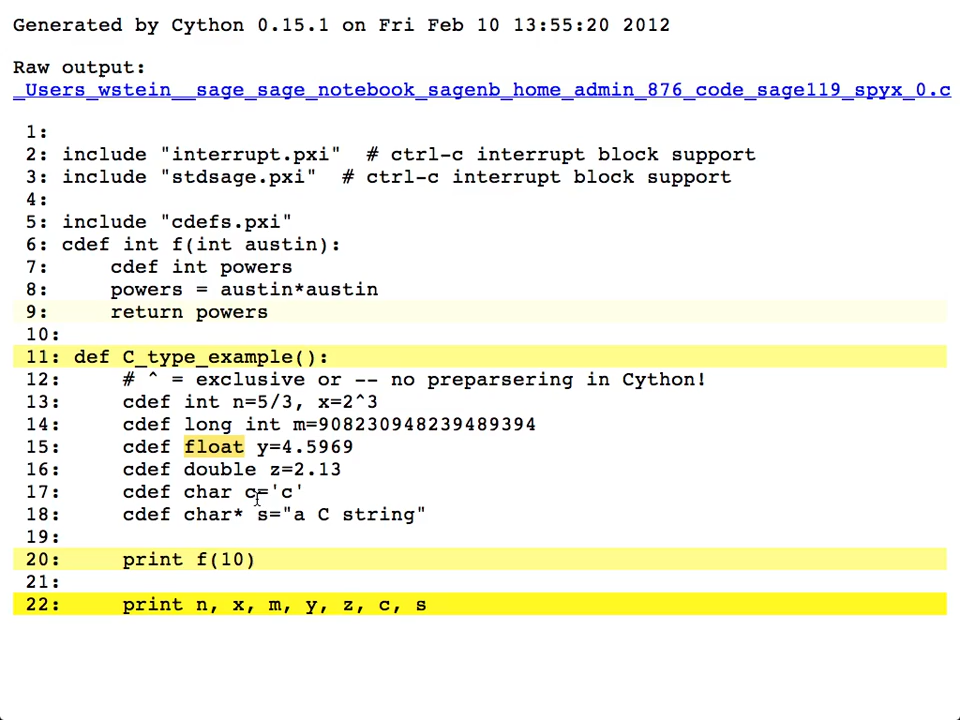 Generated by Cython 0.15.1 on Fri Feb 10 13:55:20 2012
Raw output:
_Users_wstein__sage_sage_notebook_sagenb_home_admin_876_code_sage119_spyx_0.c
1:
2: include "interrupt.pxi"  # ctrl-c interrupt block support
3: include "stdsage.pxi"  # ctrl-c interrupt block support
4:
5: include "cdefs.pxi"
6: cdef int f(int austin):
7:     cdef int powers
8:     powers = austin*austin
9:     return powers
10:
11: def C_type_example():
12:     # ^ = exclusive or -- no preparsering in Cython!
13:     cdef int n=5/3, x=2^3
14:     cdef long int m=908230948239489394
15:     cdef float y=4.5969
16:     cdef double z=2.13
17:     cdef char c='c'
18:     cdef char* s="a C string"
19:
20:     print f(10)
21:
22:     print n, x, m, y, z, c, s